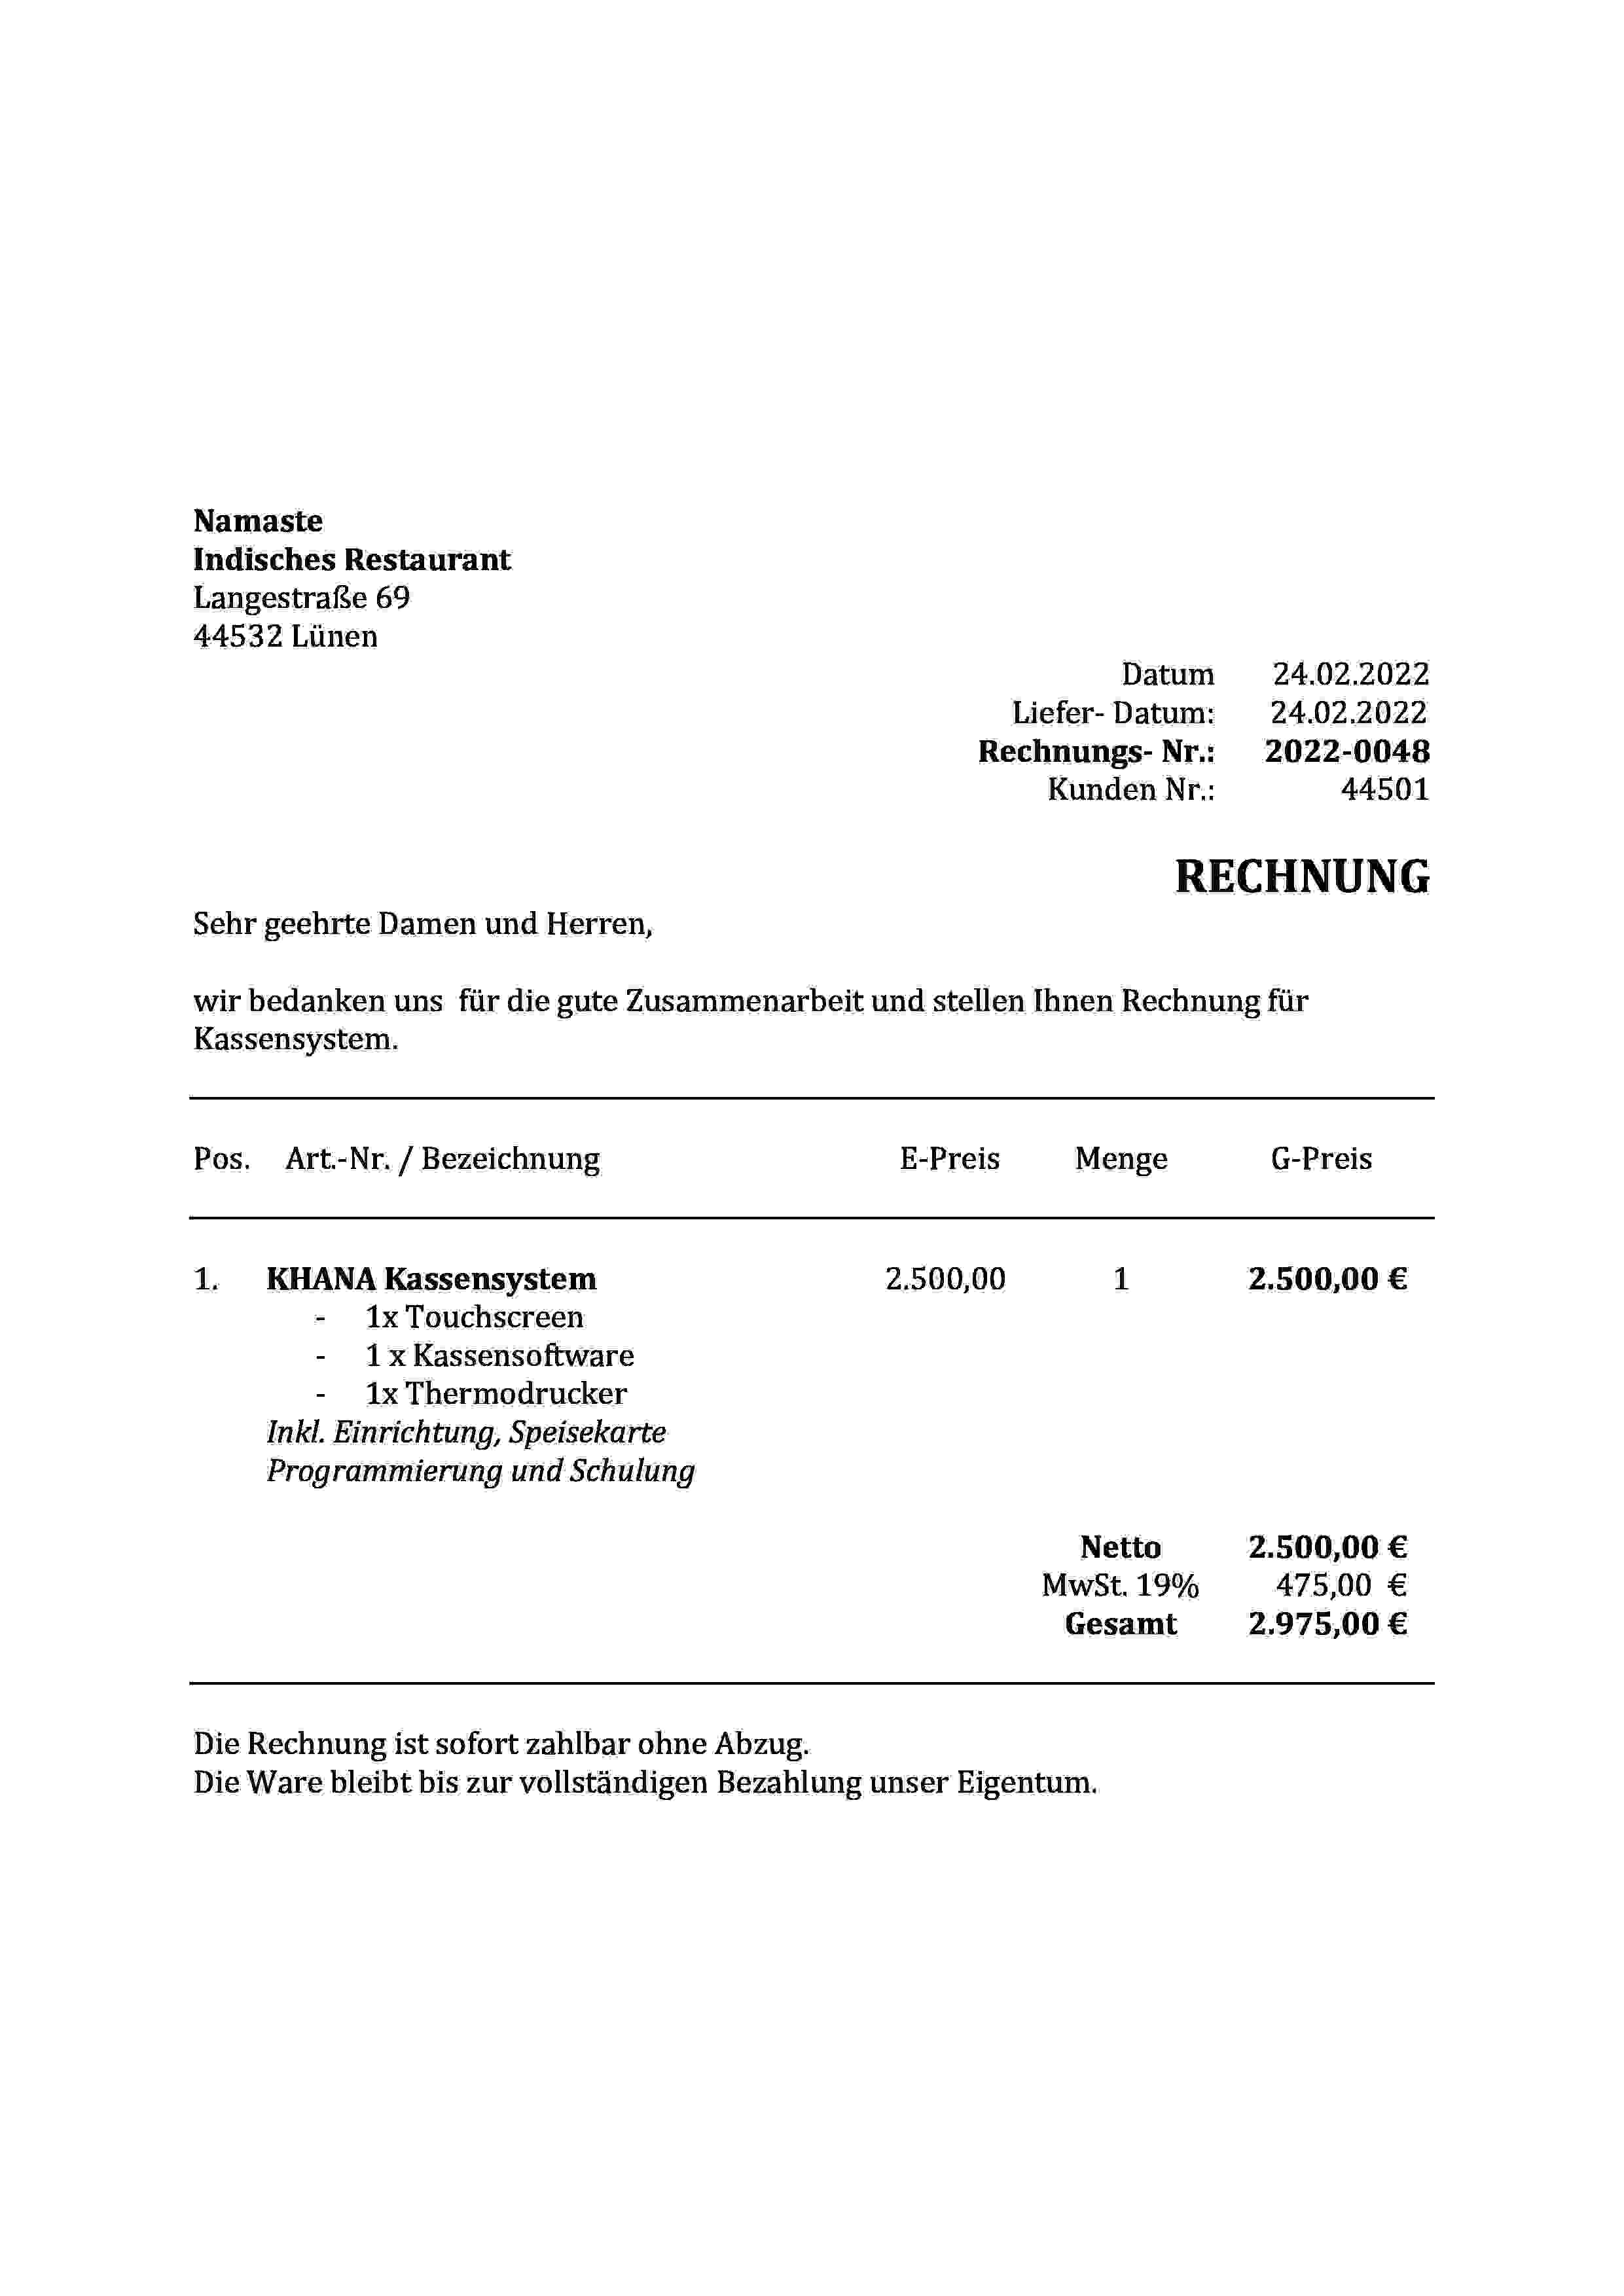 Namaste
Indisches Restaurant
Langestraße 69
44532 Lünen
Datum 24.02.2022
Liefer- Datum: 24.02.2022
Rechnungs- Nr.: 2022-0048
Kunden Nr.: 44501
RECHNUNG
Sehr geehrte Damen und Herren,
wir bedanken uns für die gute Zusammenarbeit und stellen Ihnen Rechnung für
Kassensystem.
Pos. Art.-Nr. / Bezeichnung E-Preis Menge G-Preis
1. KHANA Kassensystem 2.500,00 1 2.500,00 €
- 1x Touchscreen
- 1 x Kassensoftware
- 1x Thermodrucker
Inkl. Einrichtung, Speisekarte
Programmierung und Schulung
Netto 2.500,00 €
MwSt. 19% 475,00 €
Gesamt 2.975,00 €
Die Rechnung ist sofort zahlbar ohne Abzug.
Die Ware bleibt bis zur vollständigen Bezahlung unser Eigentum.